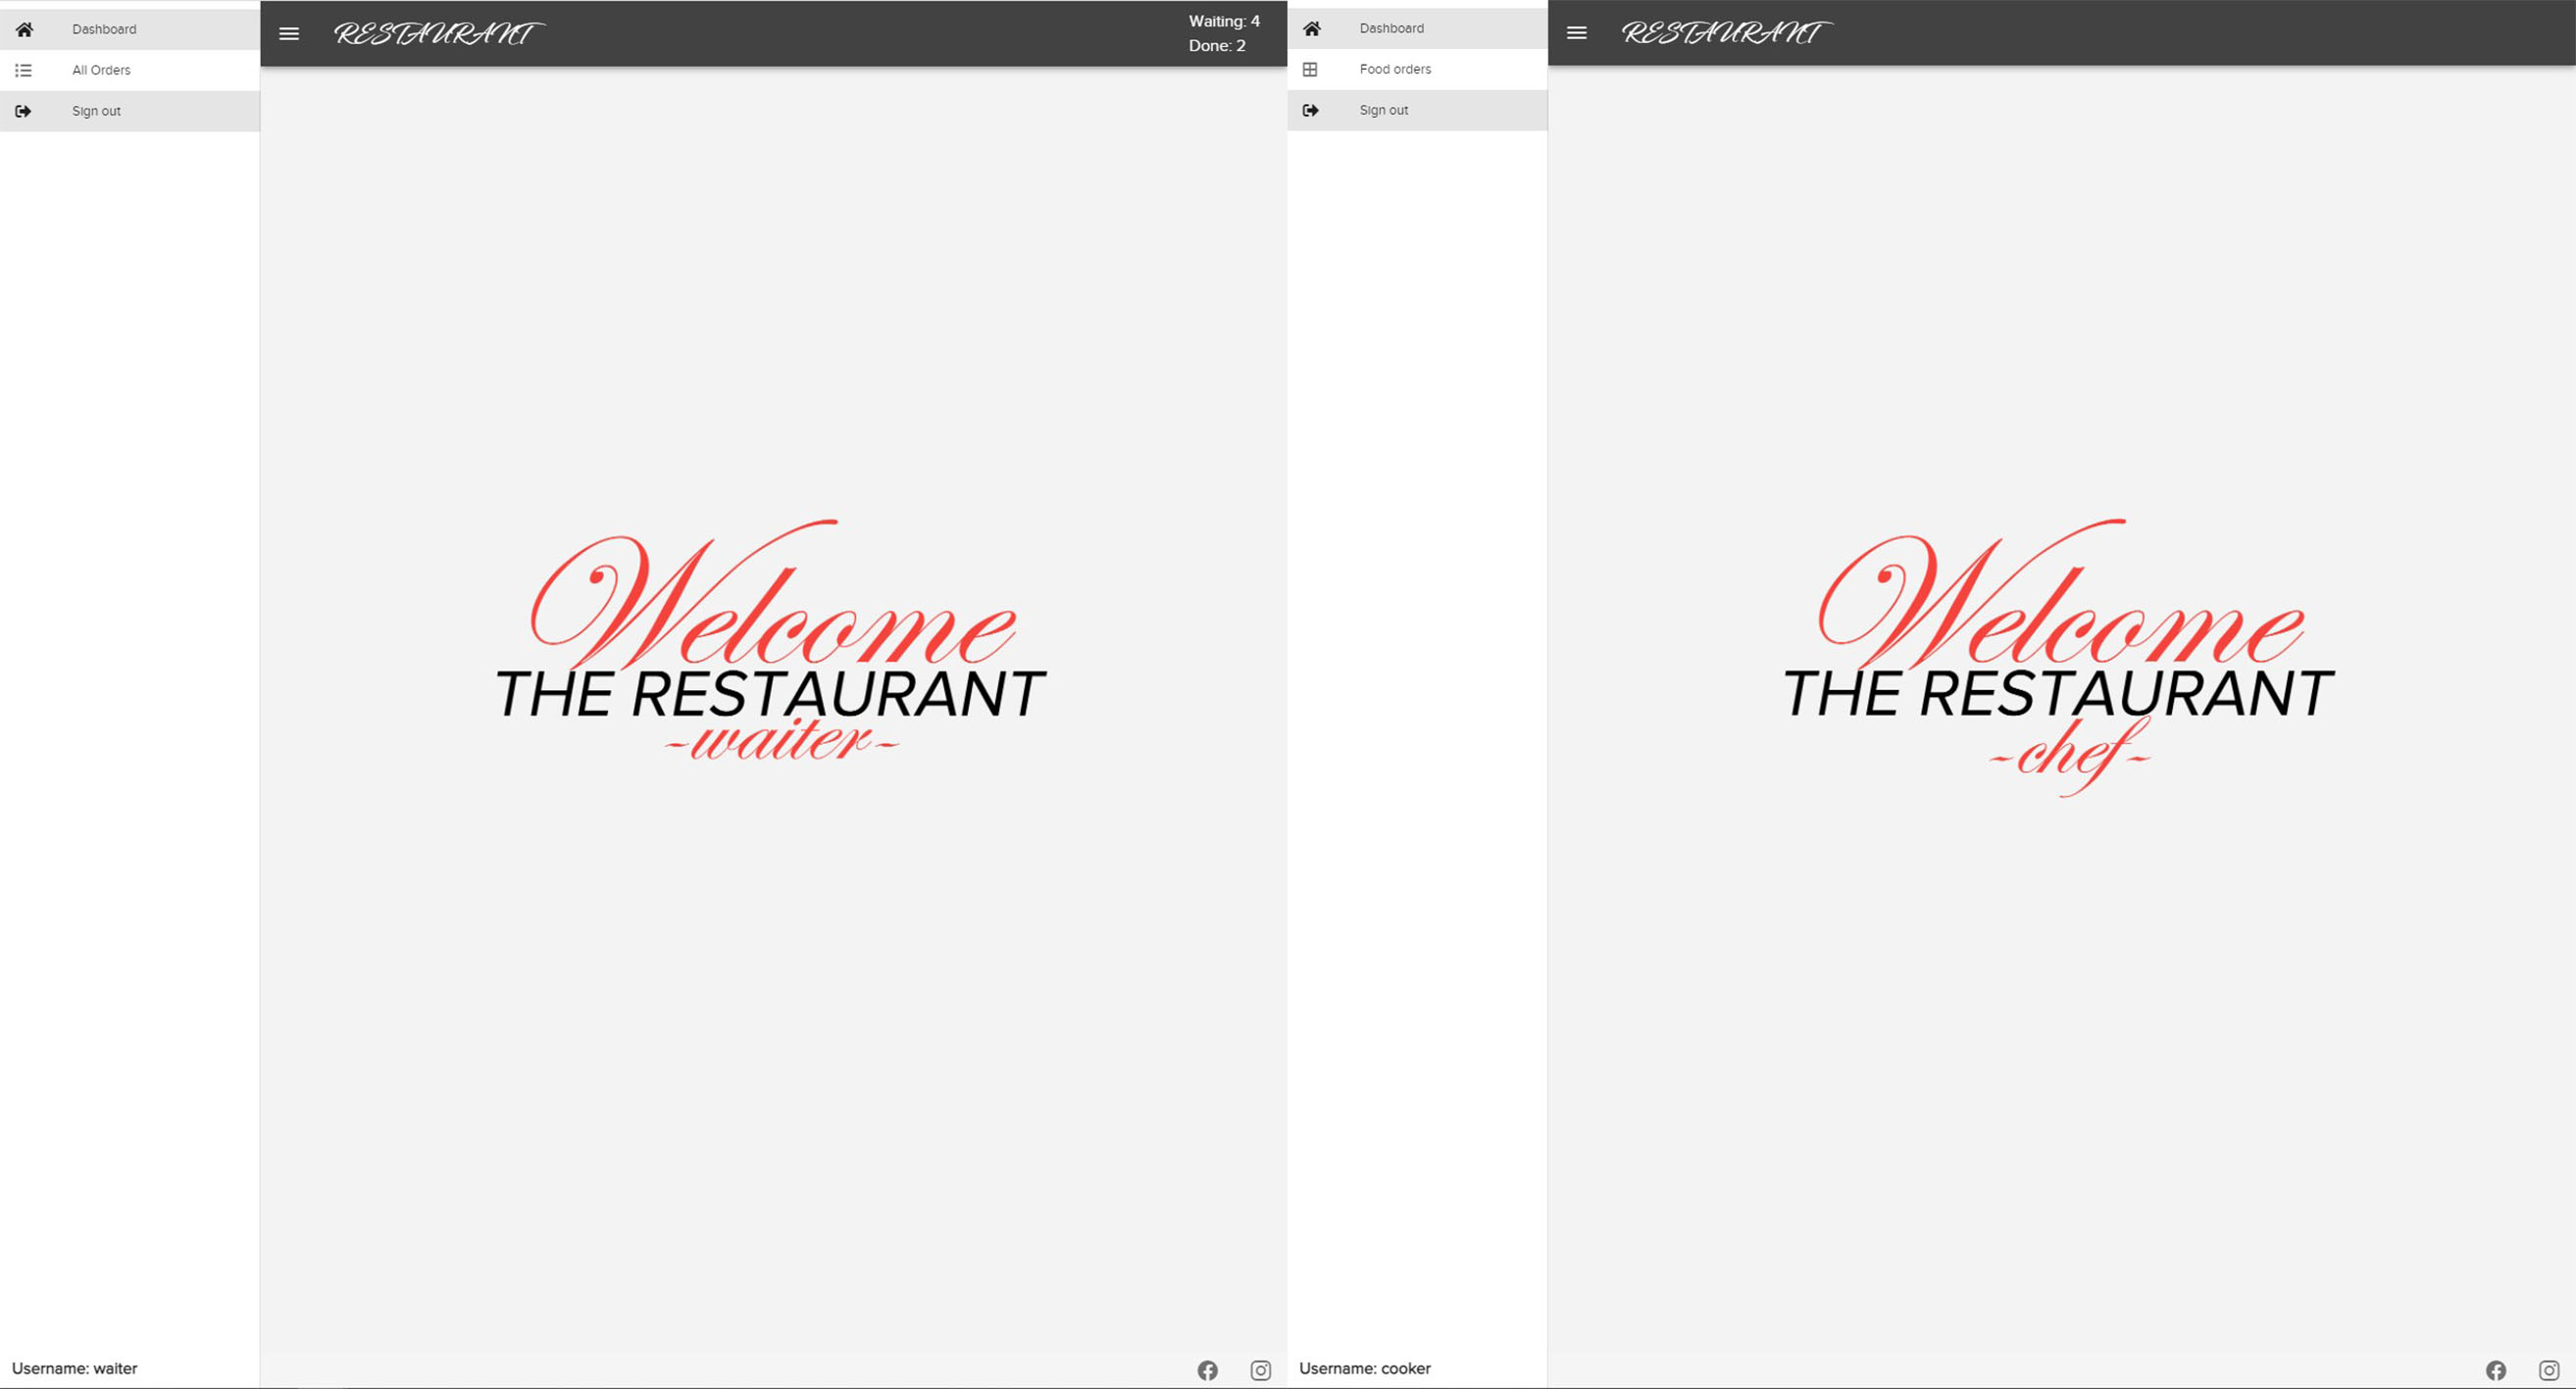 Dashboard
All Orders
Sign out
RESTAURANT
Waiting: 4
Done: 2
Welcome
THE RESTAURANT
-waiter-
Username: waiter
Dashboard
Food orders
Sign out
RESTAURANT
Welcome
THE RESTAURANT
-chef-
Username: cooker